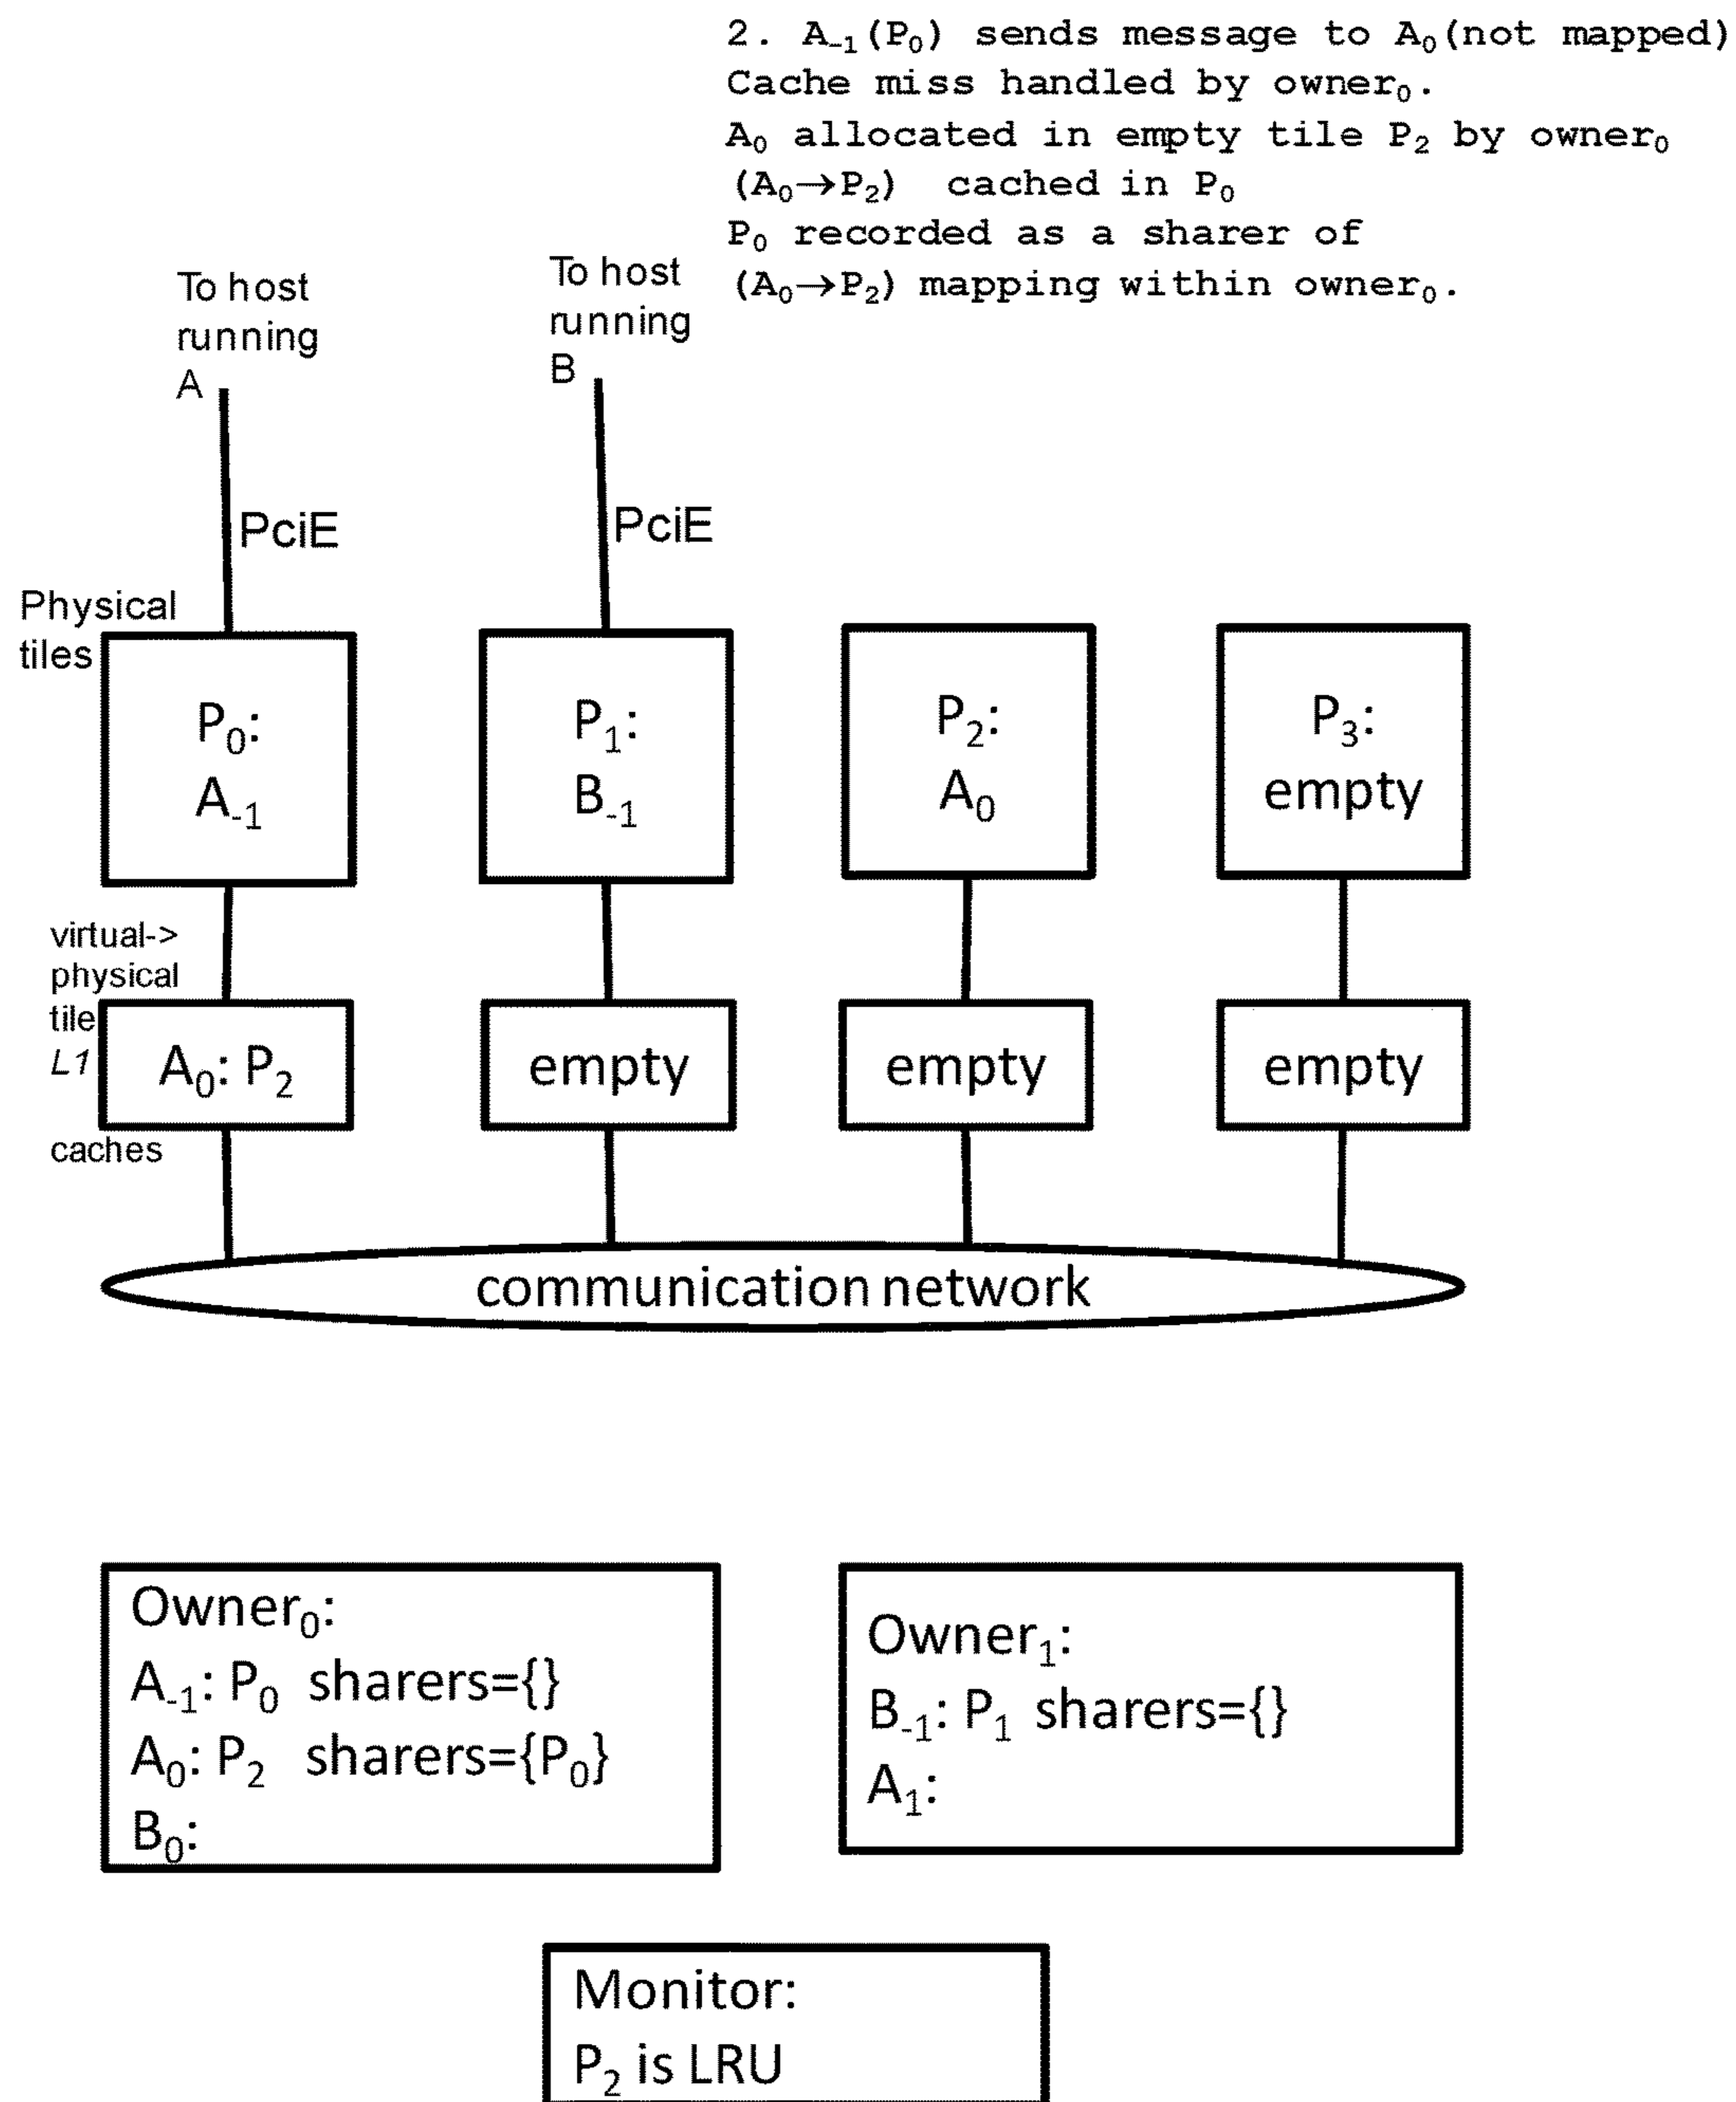 2. A₋₁(P₀) sends message to A₀(not mapped)
Cache miss handled by owner₀.
A₀ allocated in empty tile P₂ by owner₀
(A₀→P₂) cached in P₀
P₀ recorded as a sharer of
(A₀→P₂) mapping within owner₀.
To host
running
A
To host
running
B
PciE
PciE
Physical
tiles
P₀:
A₋₁
P₁:
B₋₁
P₂:
A₀
P₃:
empty
virtual->
physical
tile
L1
caches
A₀: P₂
empty
empty
empty
communication network
Owner₀:
A₋₁: P₀ sharers={}
A₀: P₂ sharers={P₀}
B₀:
Owner₁:
B₋₁: P₁ sharers={}
A₁:
Monitor:
P₂ is LRU